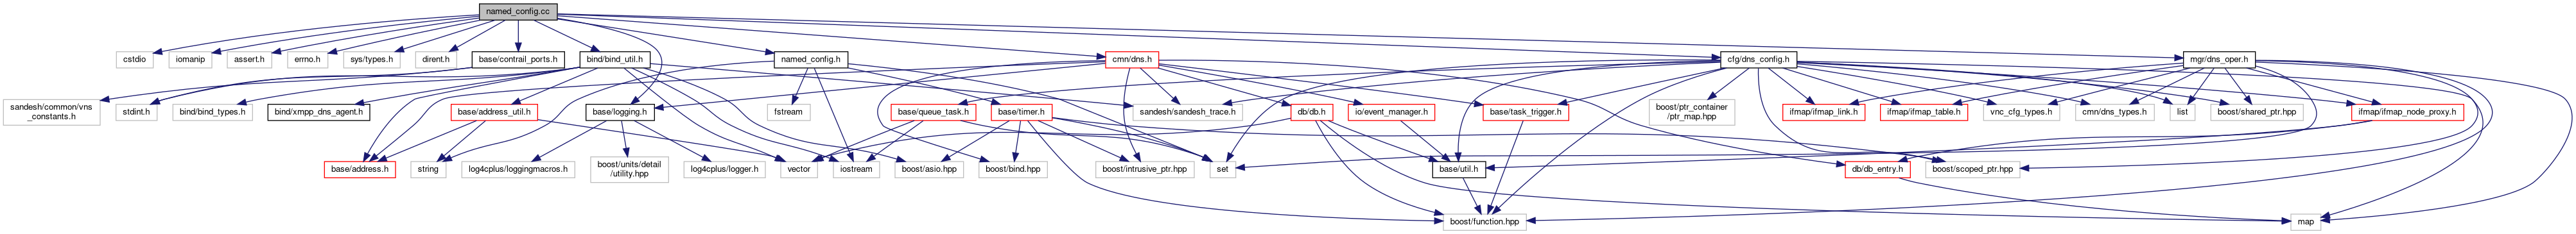 named_config.cc
cstdio
iomanip
assert.h
errno.h
sys/types.h
dirent.h
base/contrail_ports.h
bind/bind_util.h
named_config.h
cmn/dns.h
cfg/dns_config.h
mgr/dns_oper.h
sandesh/common/vns
_constants.h
stdint.h
bind/bind_types.h
bind/xmpp_dns_agent.h
base/address_util.h
base/logging.h
fstream
base/queue_task.h
base/timer.h
sandesh/sandesh_trace.h
db/db.h
io/event_manager.h
base/task_trigger.h
boost/ptr_container
/ptr_map.hpp
ifmap/ifmap_link.h
ifmap/ifmap_table.h
vnc_cfg_types.h
cmn/dns_types.h
list
boost/shared_ptr.hpp
ifmap/ifmap_node_proxy.h
base/address.h
string
log4cplus/loggingmacros.h
boost/units/detail
/utility.hpp
log4cplus/logger.h
vector
iostream
boost/asio.hpp
boost/bind.hpp
boost/intrusive_ptr.hpp
set
base/util.h
db/db_entry.h
boost/scoped_ptr.hpp
boost/function.hpp
map